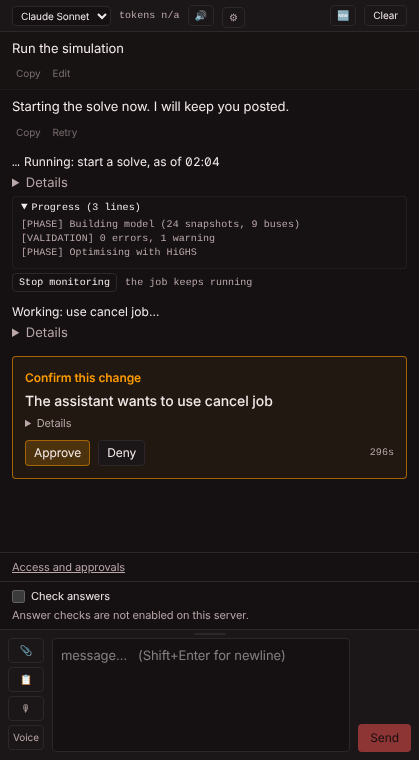 Claude Sonnet tokens n/a Clear
Run the simulation
Copy Edit
Starting the solve now. I will keep you posted.
Copy Retry
… Running: start a solve, as of 02:04
Details
Progress (3 lines)
[PHASE] Building model (24 snapshots, 9 buses)
[VALIDATION] 0 errors, 1 warning
[PHASE] Optimising with HiGHS
Stop monitoring the job keeps running
Working: use cancel job…
Details
Confirm this change
The assistant wants to use cancel job
Details
Approve Deny 296s
Access and approvals
Check answers
Answer checks are not enabled on this server.
message… (Shift+Enter for newline)
Voice Send